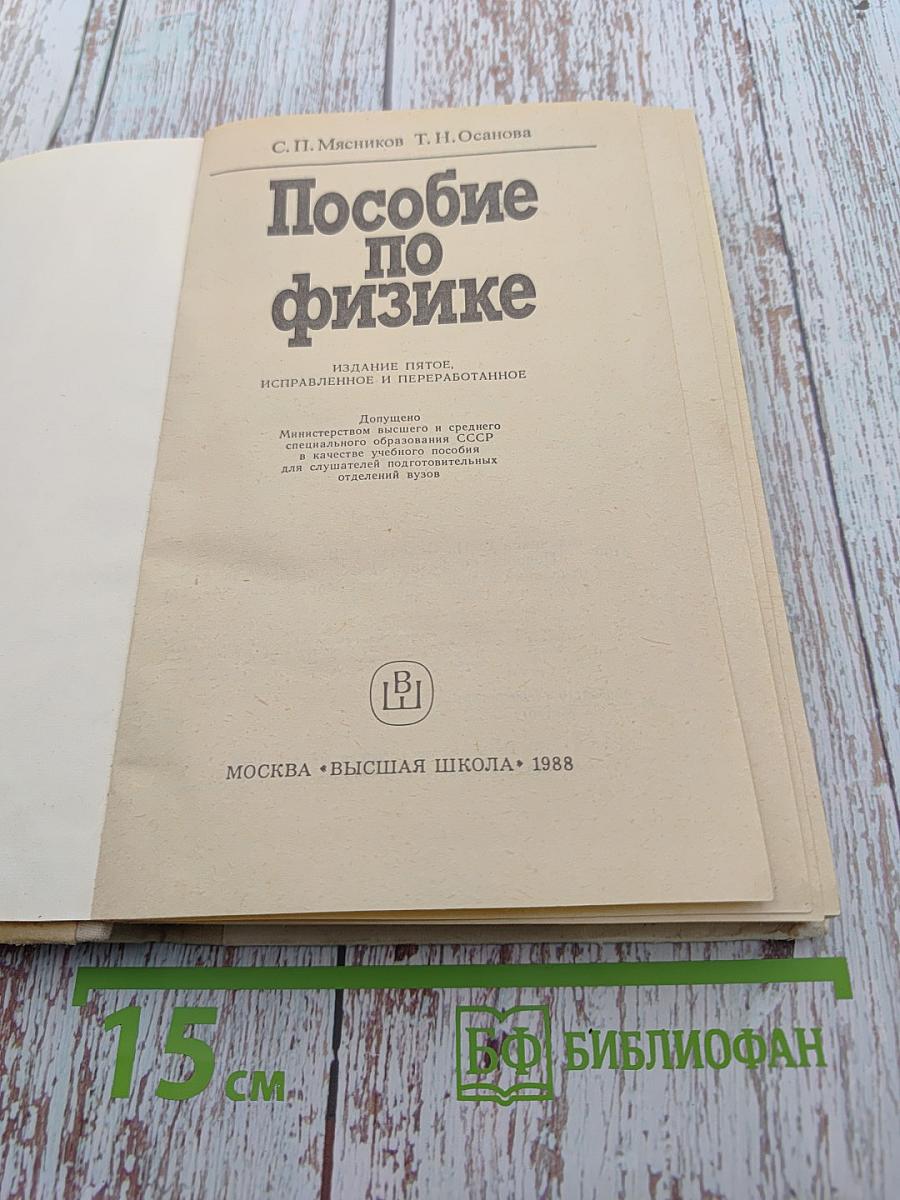 С. П. Мясников Т. Н. Осанова
Пособие
по
физике
ИЗДАНИЕ ПЯТОЕ,
ИСПРАВЛЕННОЕ И ПЕРЕРАБОТАННОЕ
Допущено
Министерством высшего и среднего
специального образования СССР
в качестве учебного пособия
для слушателей подготовительных
отделений вузов
ВШ
МОСКВА «ВЫСШАЯ ШКОЛА» 1988
15 см
БФ БИБЛИОФАН